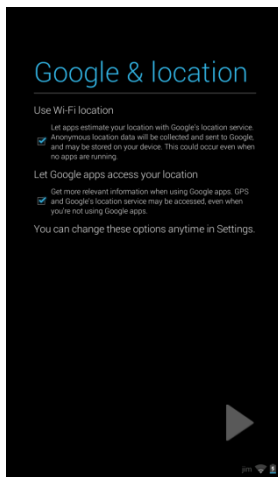 Google & location
Use Wi-Fi location
Let apps estimate your location with Google's location service.
Anonymous location data will be collected and sent to Google,
and may be stored on your device. This could occur even when
no apps are running.
Let Google apps access your location
Get more relevant information when using Google apps. GPS
and Google's location service may be accessed, even when
you're not using Google apps.
You can change these options anytime in Settings.
jim